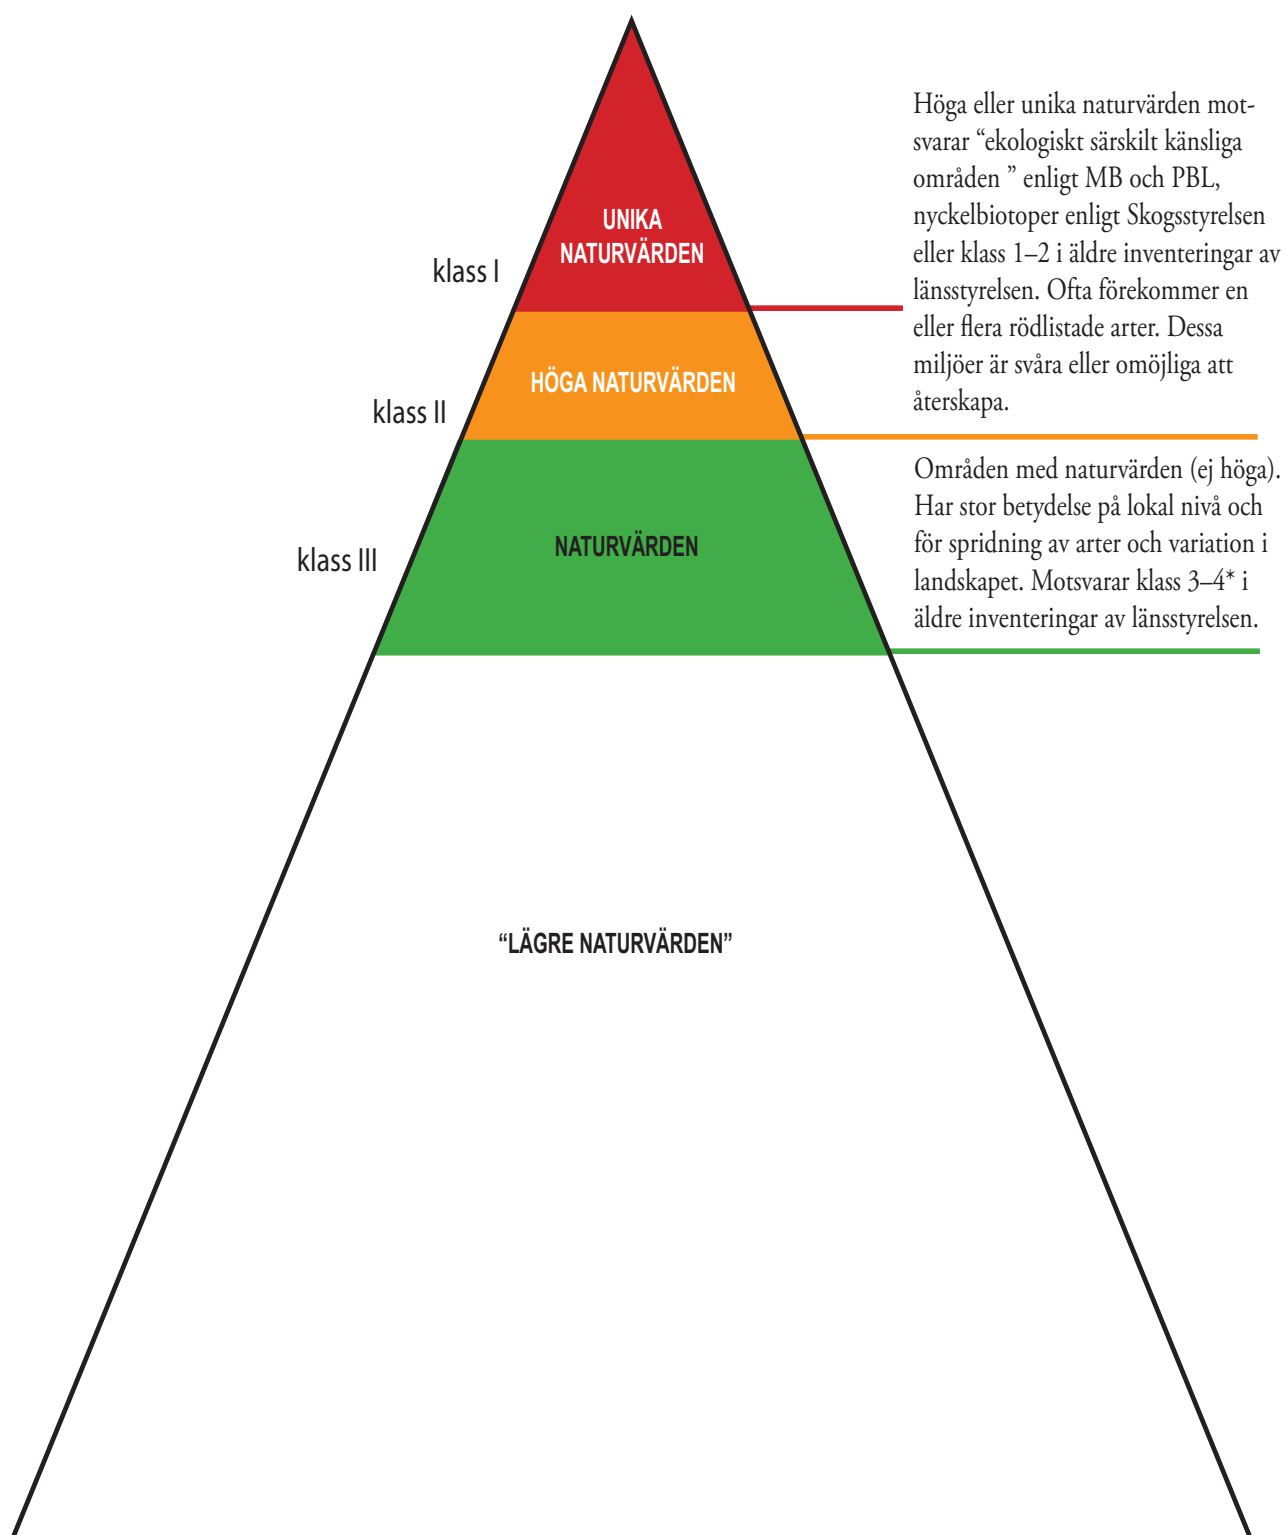 UNIKA
NATURVÄRDEN
klass I
Höga eller unika naturvärden mot-
svarar “ekologiskt särskilt känsliga
områden ” enligt MB och PBL,
nyckelbiotoper enligt Skogsstyrelsen
eller klass 1–2 i äldre inventeringar av
länsstyrelsen. Ofta förekommer en
eller flera rödlistade arter. Dessa
miljöer är svåra eller omöjliga att
återskapa.
HÖGA NATURVÄRDEN
klass II
NATURVÄRDEN
klass III
Områden med naturvärden (ej höga).
Har stor betydelse på lokal nivå och
för spridning av arter och variation i
landskapet. Motsvarar klass 3–4* i
äldre inventeringar av länsstyrelsen.
“LÄGRE NATURVÄRDEN”